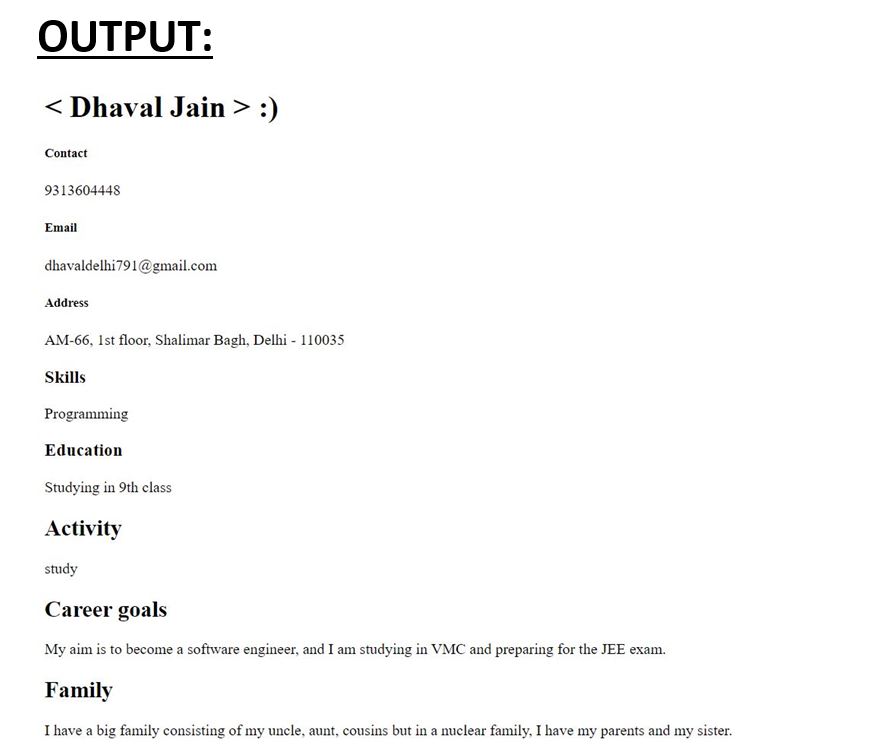 OUTPUT:
< Dhaval Jain > :)
Contact
9313604448
Email
dhavaldelhi791@gmail.com
Address
AM-66, 1st floor, Shalimar Bagh, Delhi - 110035
Skills
Programming
Education
Studying in 9th class
Activity
study
Career goals
My aim is to become a software engineer, and I am studying in VMC and preparing for the JEE exam.
Family
I have a big family consisting of my uncle, aunt, cousins but in a nuclear family, I have my parents and my sister.